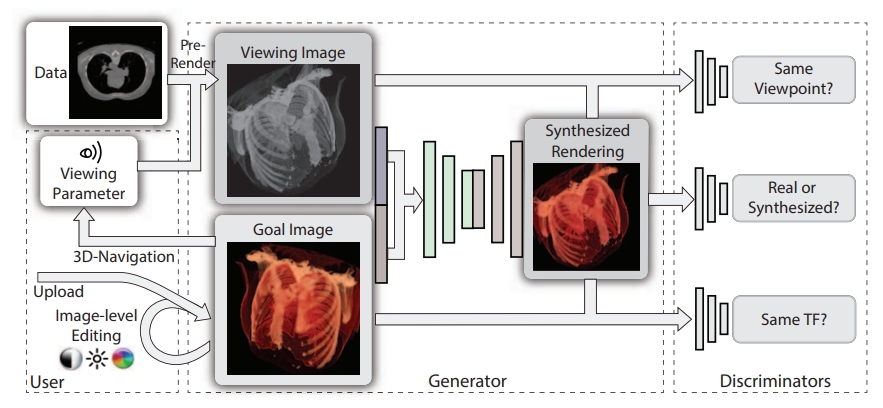 Data
Pre-
Render
Viewing Image
Viewing
Parameter
3D-Navigation
Upload
Image-level
Editing
User
Goal Image
Synthesized
Rendering
Generator
Same
Viewpoint?
Real or
Synthesized?
Same TF?
Discriminators